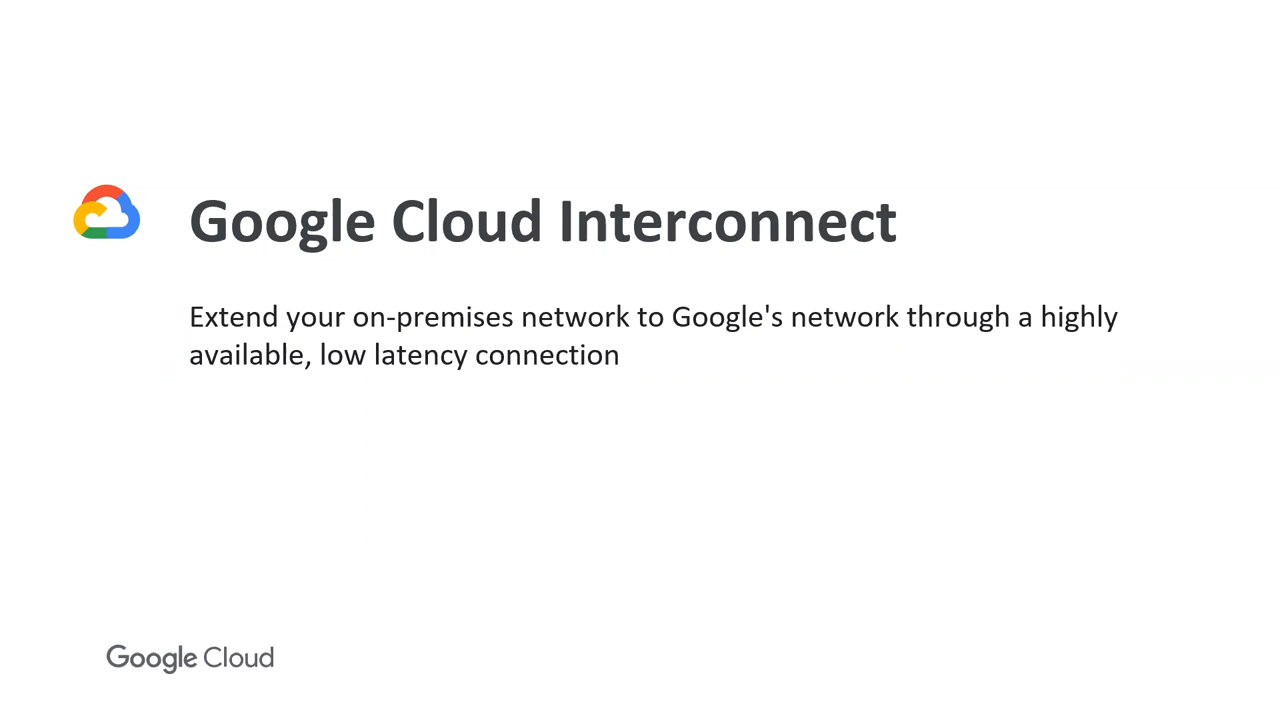 Google Cloud Interconnect
Extend your on-premises network to Google's network through a highly
available, low latency connection
Google Cloud